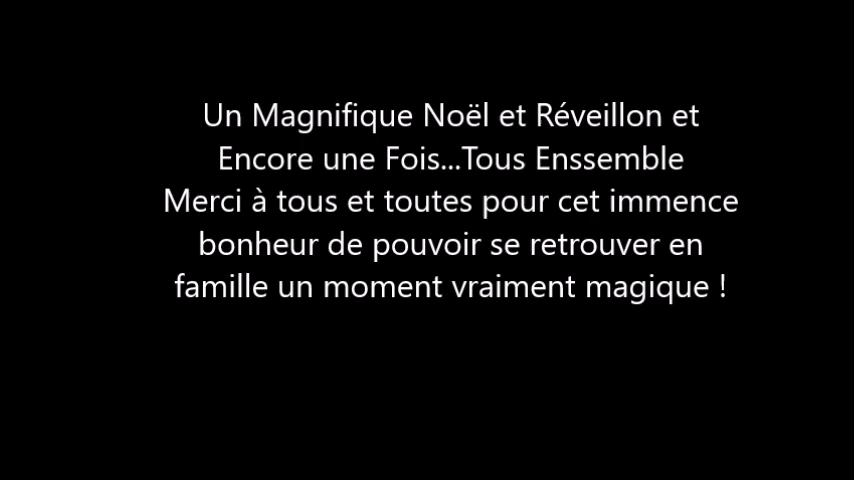 Un Magnifique Noël et Réveillon et
Encore une Fois...Tous Enssemble
Merci à tous et toutes pour cet immence
bonheur de pouvoir se retrouver en
famille un moment vraiment magique !